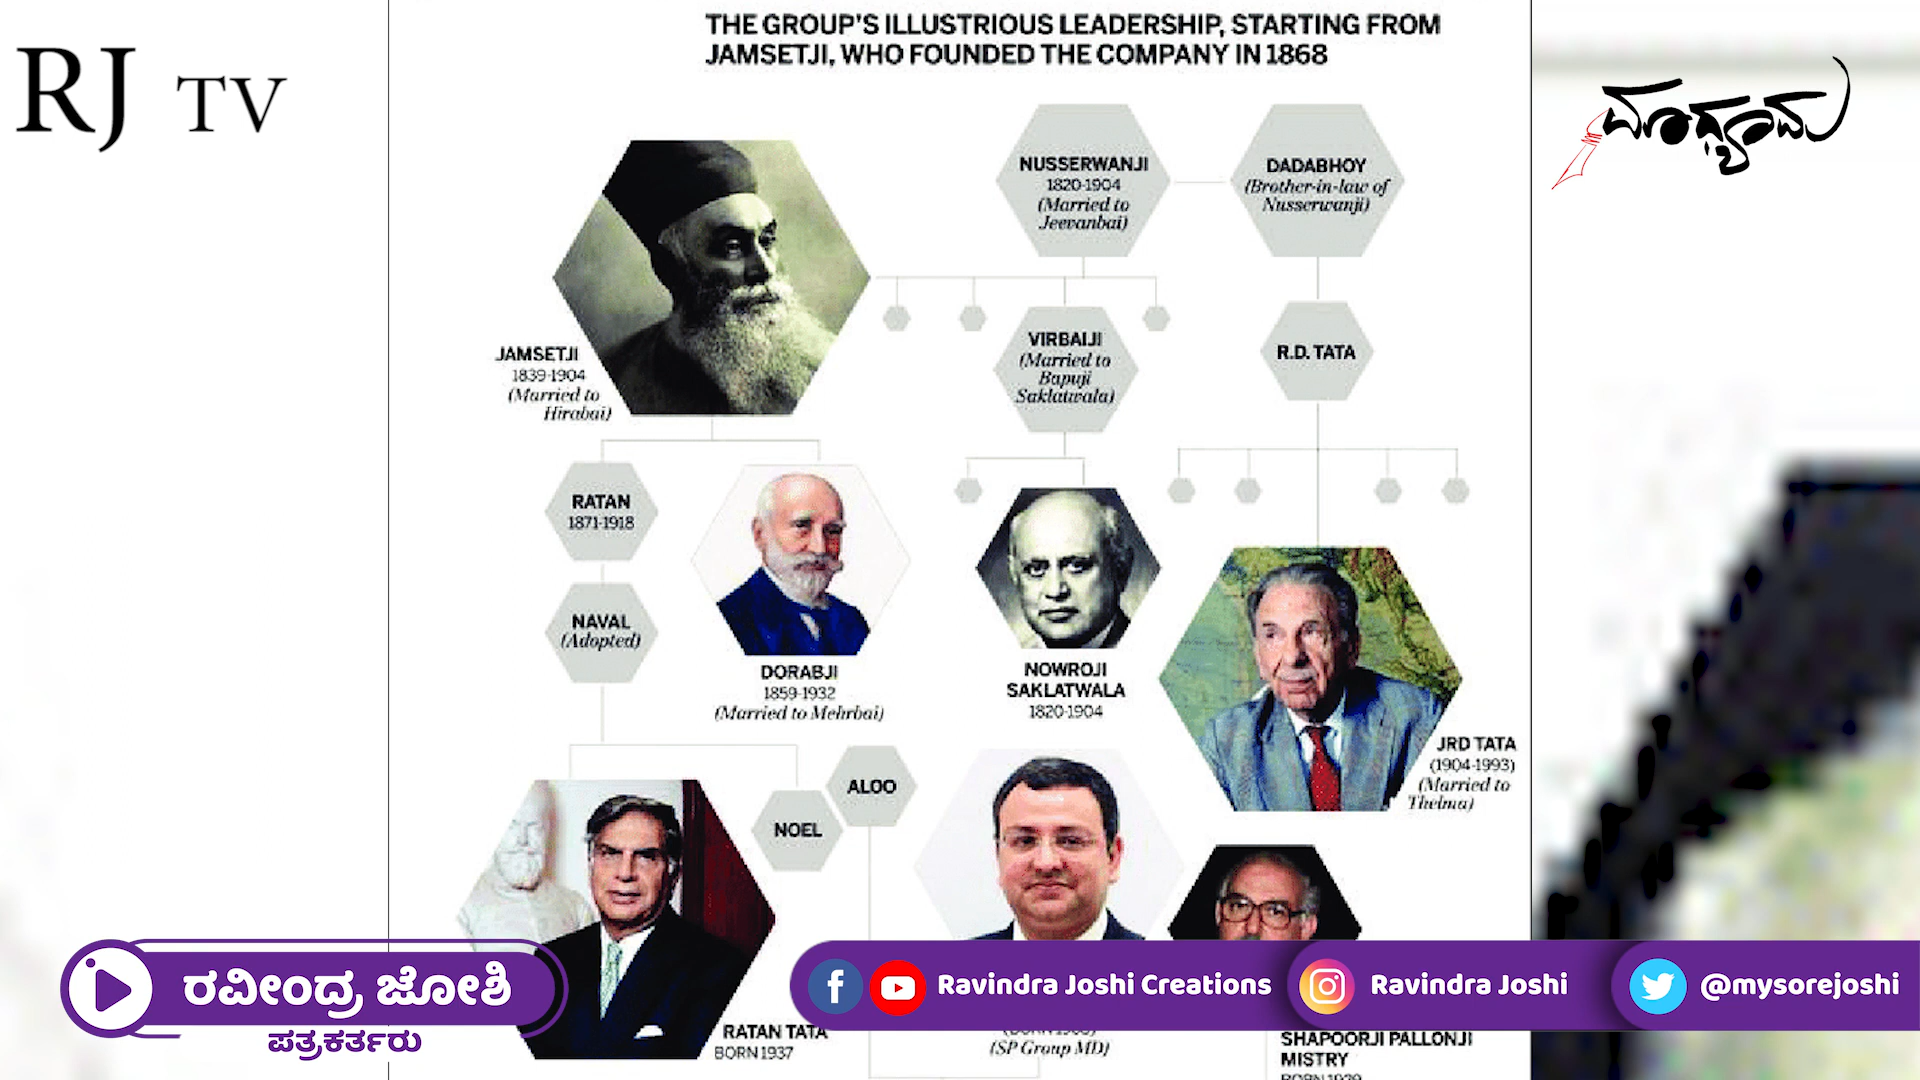 RJ TV
THE GROUP'S ILLUSTRIOUS LEADERSHIP, STARTING FROM
JAMSETJI, WHO FOUNDED THE COMPANY IN 1868
ಮಾಧ್ಯಮ
NUSSERWANJI
1820-1904
(Married to
Jeevanbai)
DADABHOY
(Brother-in-law of
Nusserwanji)
JAMSETJI
1839-1904
(Married to
Hirabai)
VIRBAIJI
(Married to
Bapuji
Saklatwala)
R.D. TATA
RATAN
1871-1918
NAVAL
(Adopted)
DORABJI
1859-1932
(Married to Mehrbai)
NOWROJI
SAKLATWALA
1820-1904
JRD TATA
(1904-1993)
(Married to
Thelma)
ALOO
NOEL
RATAN TATA
BORN 1937
(SP Group MD)
SHAPOORJI PALLONJI
MISTRY
ರವೀಂದ್ರ ಜೋಶಿ
ಪತ್ರಕರ್ತರು
Ravindra Joshi Creations
Ravindra Joshi
@mysorejoshi